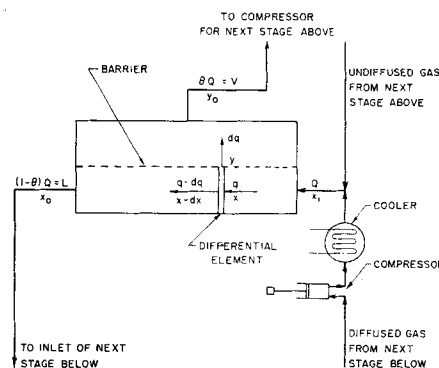 TO COMPRESSOR
FOR NEXT STAGE ABOVE
BARRIER
UNDIFFUSED GAS
FROM NEXT
STAGE ABOVE
θQ = V
y₀
dq
y
(1-θ)Q = L
x₀
q - dq
x - dx
q
x
Q
x₁
COOLER
DIFFERENTIAL
ELEMENT
COMPRESSOR
TO INLET OF NEXT
STAGE BELOW
DIFFUSED GAS
FROM NEXT
STAGE BELOW